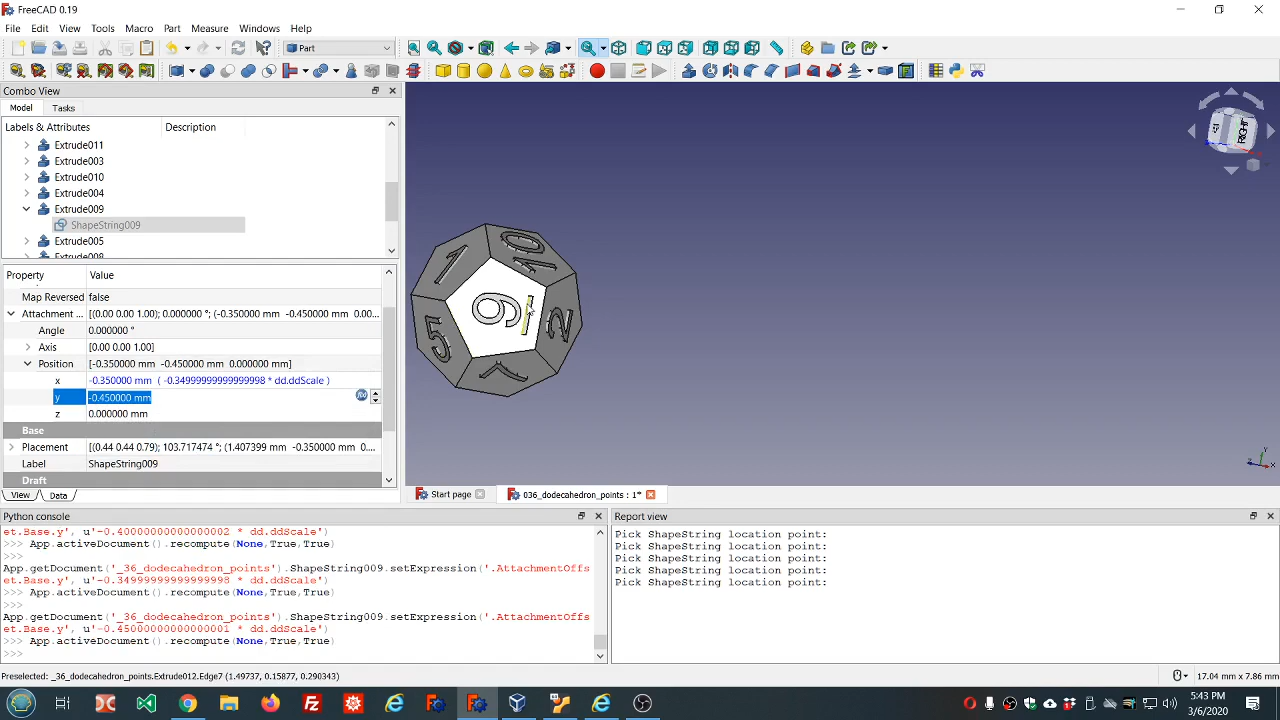 FreeCAD 0.19
File Edit View Tools Macro Part Measure Windows Help
Part
Combo View
Model Tasks
Labels & Attributes Description
Extrude011
Extrude003
Extrude010
Extrude004
Extrude009
ShapeString009
Extrude005
Extrude008
Property Value
Map Reversed false
Attachment ... [(0.00 0.00 1.00); 0.000000 °; (-0.350000 mm -0.450000 mm 0.00...
Angle 0.000000 °
Axis [0.00 0.00 1.00]
Position [-0.350000 mm -0.450000 mm 0.000000 mm]
x -0.350000 mm ( -0.34999999999999998 * dd.ddScale )
y -0.450000 mm
z 0.000000 mm
Base
Placement [(0.44 0.44 0.79); 103.717474 °; (1.407399 mm -0.350000 mm 0....
Label ShapeString009
Draft
View Data
1 0 5 9 2 7
RIGHT
Start page 036_dodecahedron_points : 1*
Python console
et.Base.y', u'-0.40000000000000002 * dd.ddScale')
>>> App.activeDocument().recompute(None,True,True)
>>>
App.getDocument('_36_dodecahedron_points').ShapeString009.setExpression('.AttachmentOffs
et.Base.y', u'-0.34999999999999998 * dd.ddScale')
>>> App.activeDocument().recompute(None,True,True)
>>>
App.getDocument('_36_dodecahedron_points').ShapeString009.setExpression('.AttachmentOffs
et.Base.y', u'-0.45000000000000001 * dd.ddScale')
>>> App.activeDocument().recompute(None,True,True)
>>>
Report view
Pick ShapeString location point:
Pick ShapeString location point:
Pick ShapeString location point:
Pick ShapeString location point:
Pick ShapeString location point:
Preselected: _36_dodecahedron_points.Extrude012.Edge7 (1.49737, 0.15877, 0.290343)
17.04 mm x 7.86 mm
5:43 PM
3/6/2020